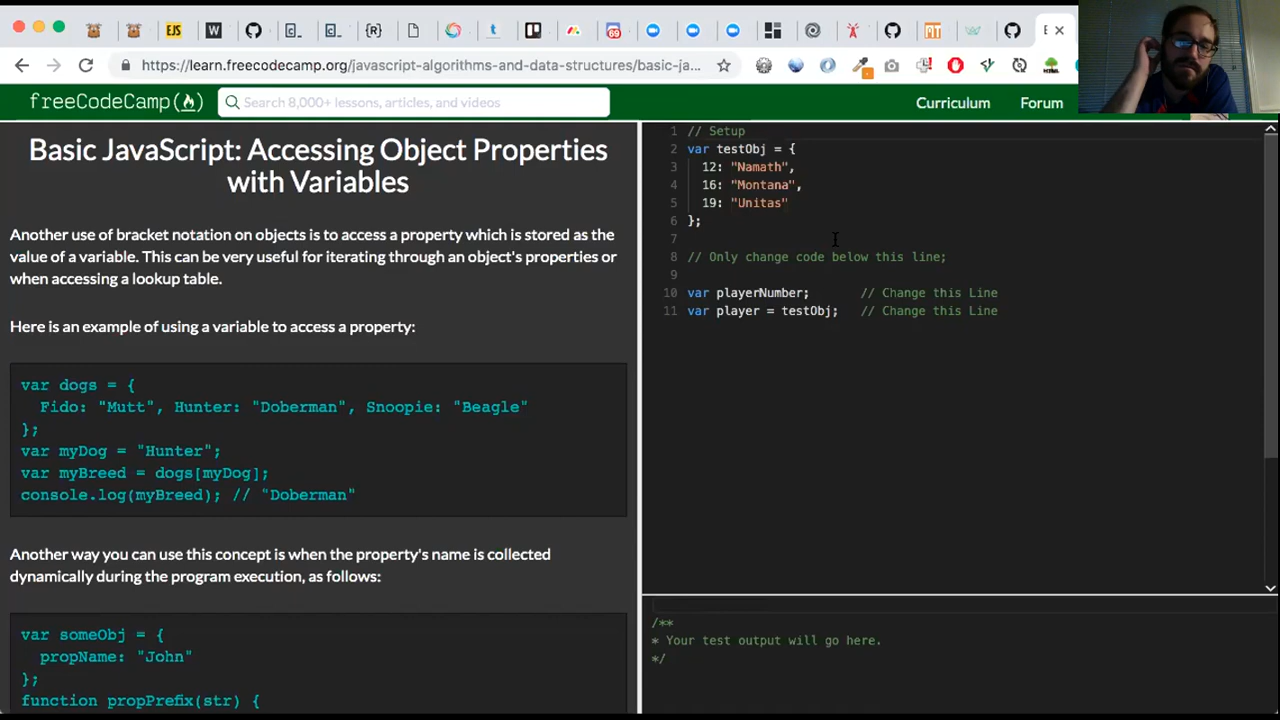 EJS
W
{R}
69
AT
E
https://learn.freecodecamp.org/javascript-algorithms-and-data-structures/basic-ja...
freeCodeCamp
Search 8,000+ lessons, articles, and videos
Curriculum
Forum
Basic JavaScript: Accessing Object Properties
with Variables
Another use of bracket notation on objects is to access a property which is stored as the
value of a variable. This can be very useful for iterating through an object's properties or
when accessing a lookup table.
Here is an example of using a variable to access a property:
var dogs = {
Fido: "Mutt", Hunter: "Doberman", Snoopie: "Beagle"
};
var myDog = "Hunter";
var myBreed = dogs[myDog];
console.log(myBreed); // "Doberman"
Another way you can use this concept is when the property's name is collected
dynamically during the program execution, as follows:
var someObj = {
propName: "John"
};
function propPrefix(str) {
1 // Setup
2 var testObj = {
3 12: "Namath",
4 16: "Montana",
5 19: "Unitas"
6 };
7
8 // Only change code below this line;
9
10 var playerNumber; // Change this Line
11 var player = testObj; // Change this Line
/**
* Your test output will go here.
*/